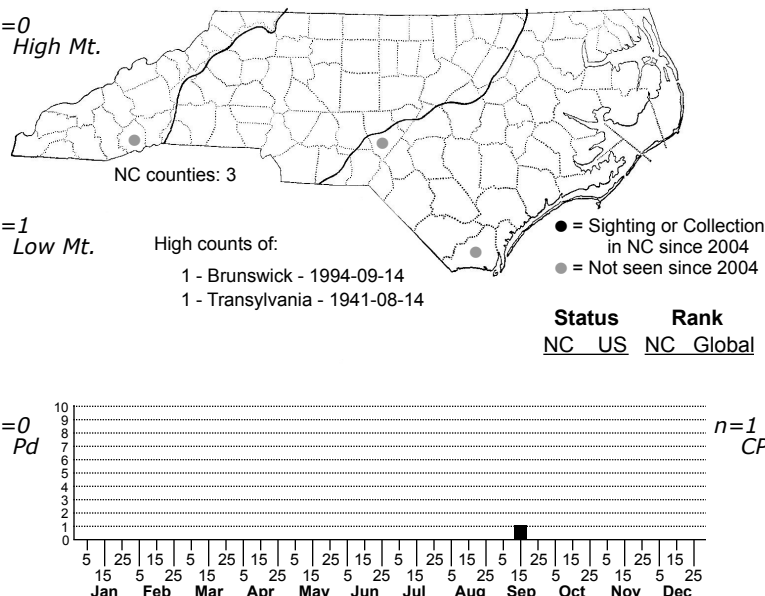 =0
High Mt.
NC counties: 3
=1
Low Mt.
High counts of:
1 - Brunswick - 1994-09-14
1 - Transylvania - 1941-08-14
● = Sighting or Collection
in NC since 2004
● = Not seen since 2004
Status Rank
NC US NC Global
=0
Pd
n=1
CP
10
9
8
7
6
5
4
3
2
1
0
5 25 15 5 25 15 5 25 15 5 25 15 5 25 15 5 25 15
15 5 25 15 5 25 15 5 25 15 5 25 15 5 25 15 5 25
Jan Feb Mar Apr May Jun Jul Aug Sep Oct Nov Dec